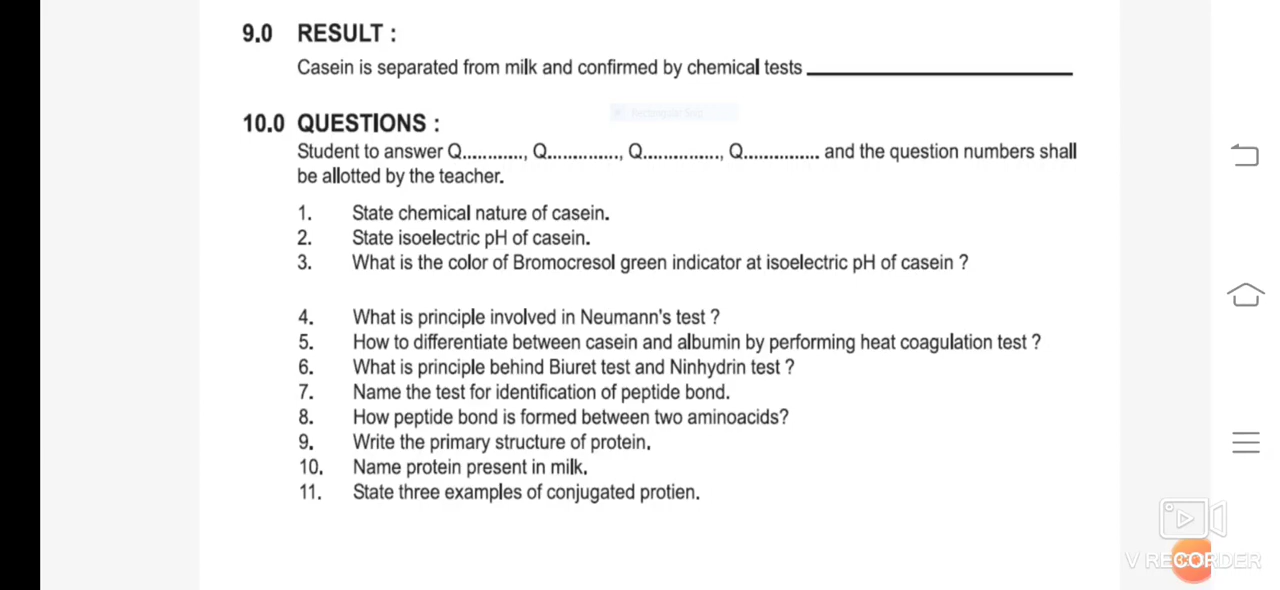 9.0 RESULT :
Casein is separated from milk and confirmed by chemical tests
10.0 QUESTIONS :
Student to answer Q............, Q.............., Q..............., Q............... and the question numbers shall
be allotted by the teacher.
1. State chemical nature of casein.
2. State isoelectric pH of casein.
3. What is the color of Bromocresol green indicator at isoelectric pH of casein ?
4. What is principle involved in Neumann's test ?
5. How to differentiate between casein and albumin by performing heat coagulation test ?
6. What is principle behind Biuret test and Ninhydrin test ?
7. Name the test for identification of peptide bond.
8. How peptide bond is formed between two aminoacids?
9. Write the primary structure of protein.
10. Name protein present in milk.
11. State three examples of conjugated protien.
V RECORDER